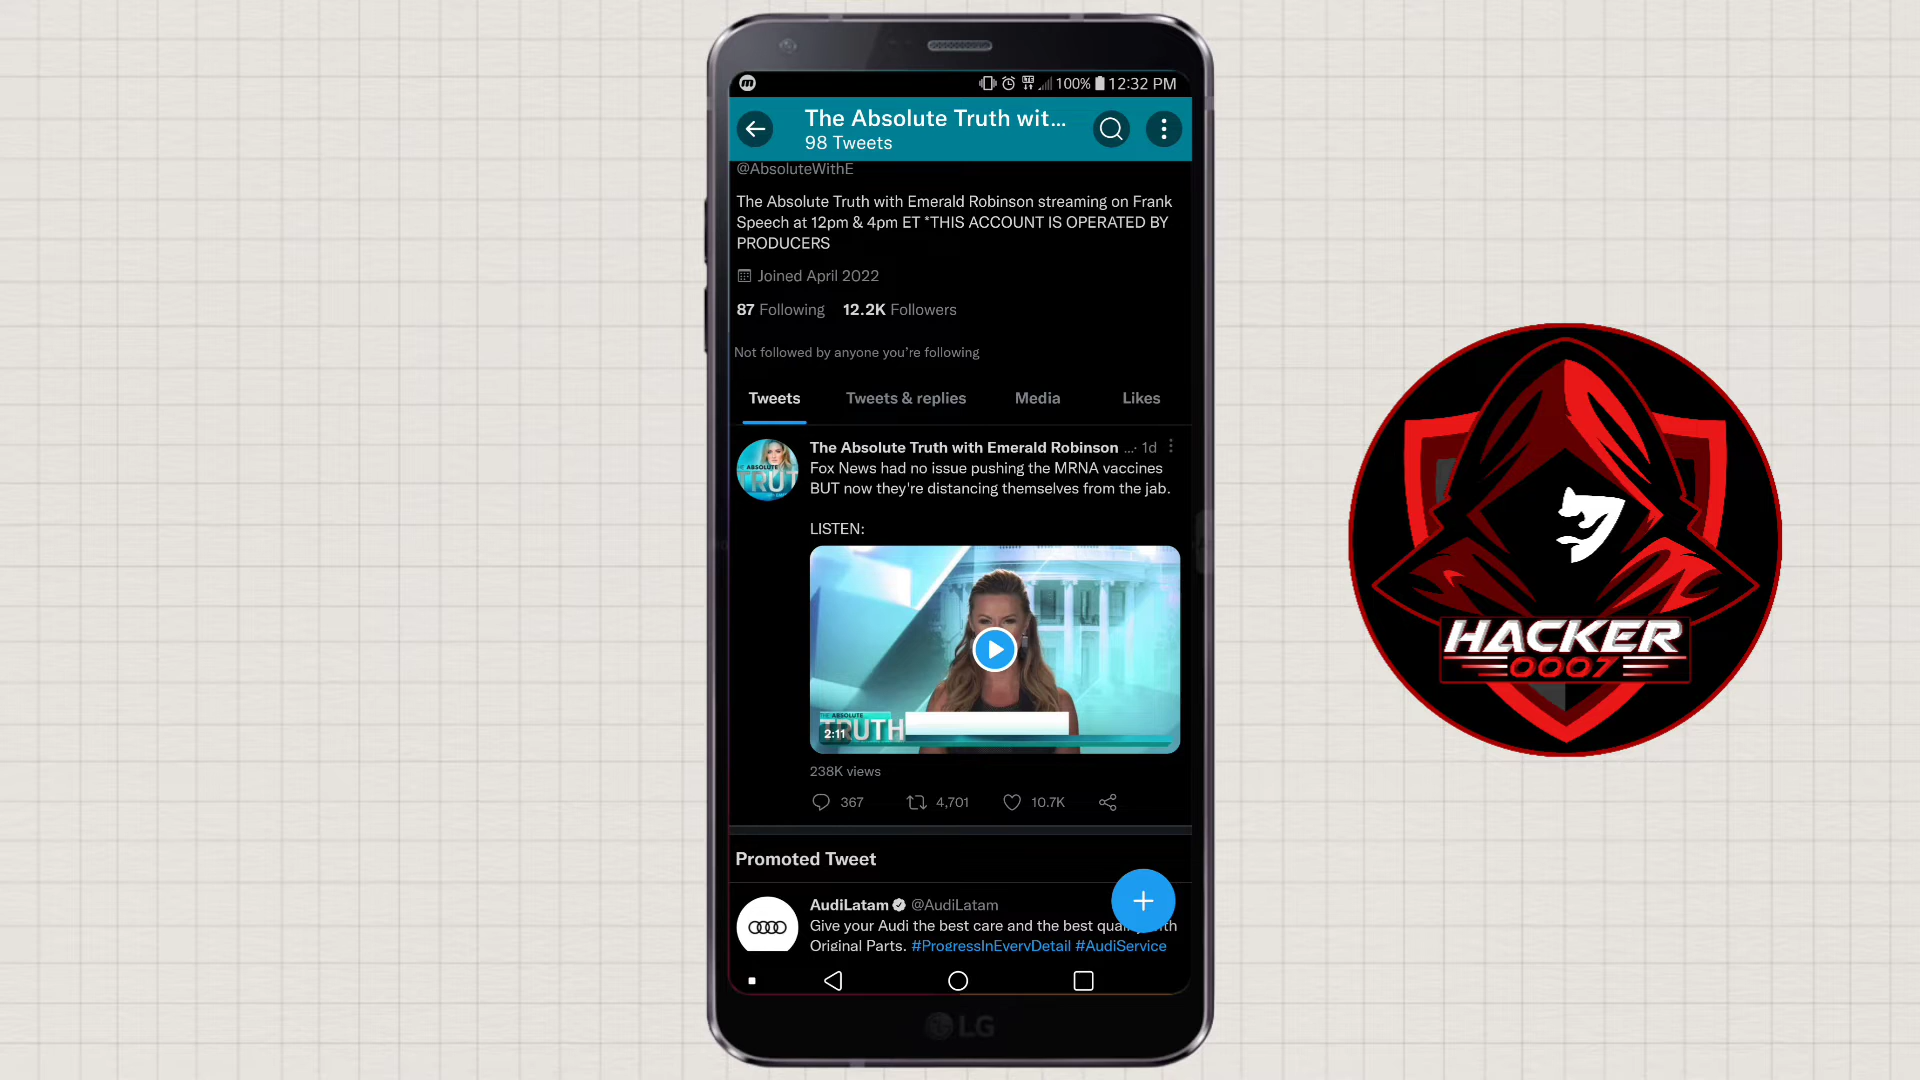 100% 12:32 PM
The Absolute Truth wit...
98 Tweets
@AbsoluteWithE
The Absolute Truth with Emerald Robinson streaming on Frank
Speech at 12pm & 4pm ET *THIS ACCOUNT IS OPERATED BY
PRODUCERS
Joined April 2022
87 Following 12.2K Followers
Not followed by anyone you're following
Tweets Tweets & replies Media Likes
The Absolute Truth with Emerald Robinson ... · 1d
Fox News had no issue pushing the MRNA vaccines
BUT now they're distancing themselves from the jab.
LISTEN:
THE ABSOLUTE
TRUTH
2:11
238K views
367 4,701 10.7K
Promoted Tweet
AudiLatam @AudiLatam
Give your Audi the best care and the best
Original Parts. #ProgressInEveryDetail #AudiService
LG
HACKER
0007